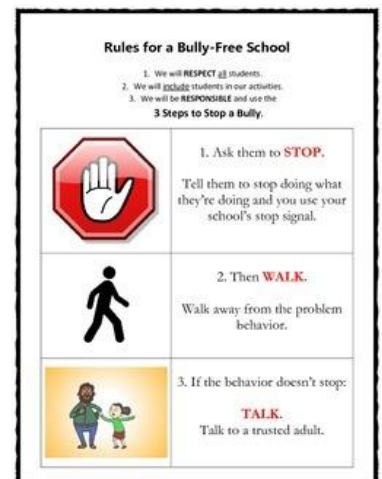 Rules for a Bully-Free School
1. We will RESPECT all students.
2. We will include students in our activities.
3. We will be RESPONSIBLE and use the
3 Steps to Stop a Bully.
1. Ask them to STOP.
Tell them to stop doing what
they're doing and you use your
school's stop signal.
2. Then WALK.
Walk away from the problem
behavior.
3. If the behavior doesn't stop:
TALK.
Talk to a trusted adult.